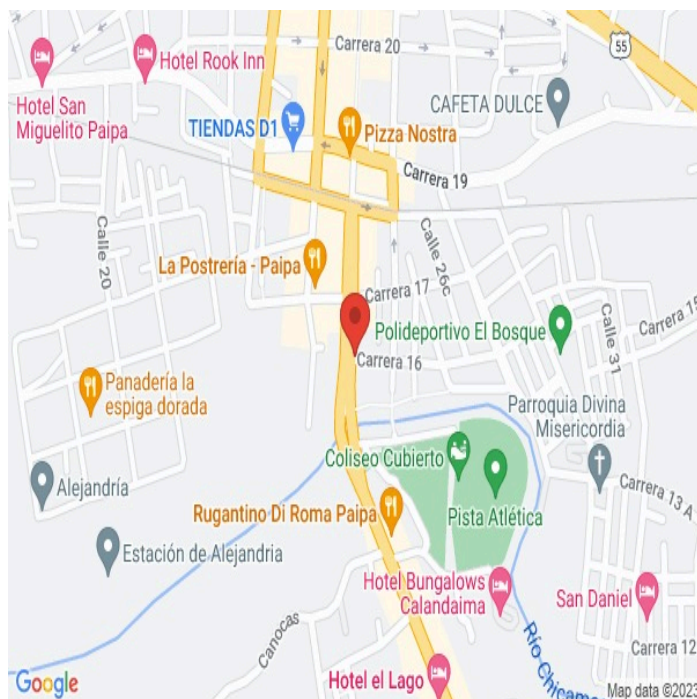 Carrera 20
55
Hotel Rook Inn
Hotel San
Miguelito Paipa
CAFETA DULCE
TIENDAS D1
Pizza Nostra
Carrera 19
Calle 20
Calle 26c
La Postrería - Paipa
Carrera 17
Calle 31
Polideportivo El Bosque
Carrera 16
Panadería la
espiga dorada
Parroquia Divina
Misericordia
Coliseo Cubierto
Carrera 13 A
Alejandría
Pista Atlética
Rugantino Di Roma Paipa
Estación de Alejandria
Hotel Bungalows
Calandaima
San Daniel
Canocas
Carrera 12
Hotel el Lago
Google